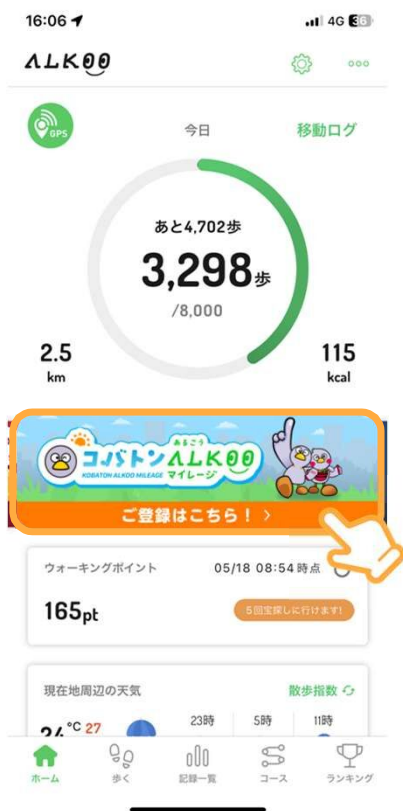 16:06 4G 36
ALKOO
GPS 今日 移動ログ
あと4,702歩
3,298歩
/8,000
2.5
km
115
kcal
コバトン あるこう ALKOO
KOBATON ALKOO MILEAGE マイレージ
ご登録はこちら！ >
ウォーキングポイント 05/18 08:54時点
165pt 5回宝探しに行けます!
現在地周辺の天気 散歩指数
24℃ 27 23時 5時 11時
ホーム 歩く 記録一覧 コース ランキング